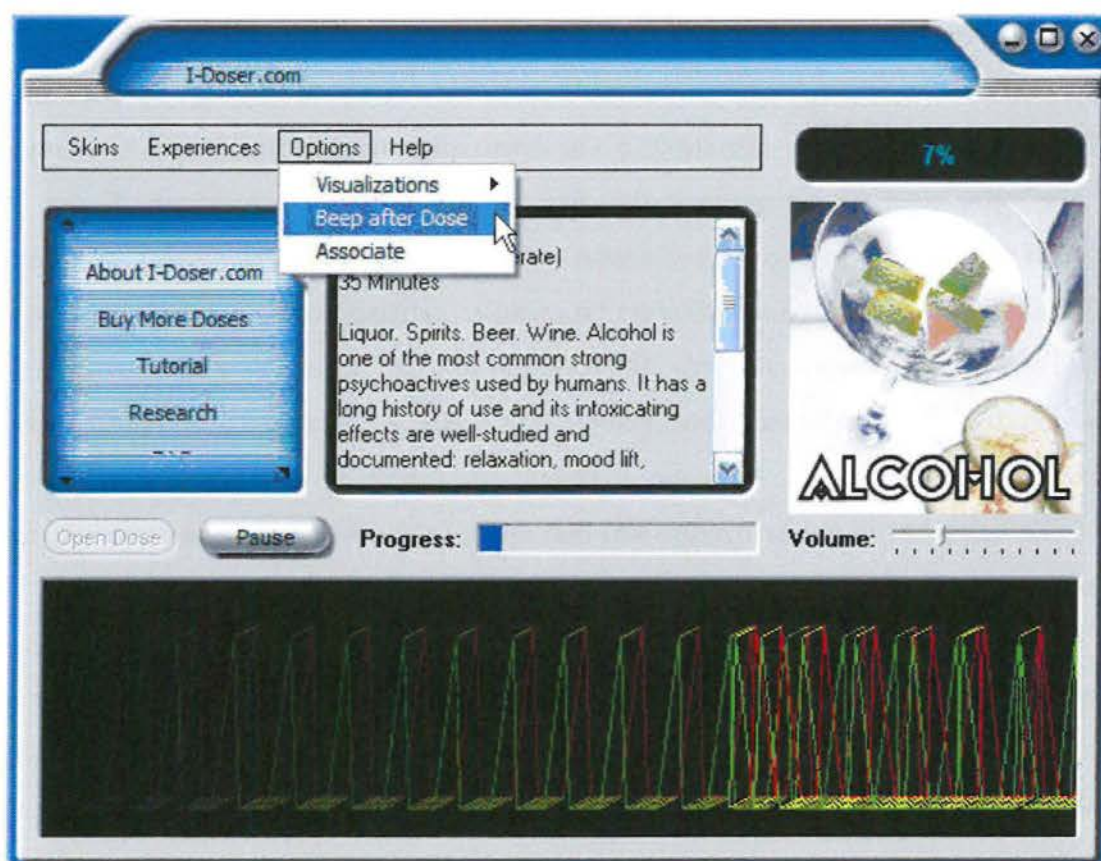 I-Doser.com
Skins Experiences Options Help
7%
Visualizations
Beep after Dose
Associate
About I-Doser.com
Buy More Doses
Tutorial
Research
erate)
35 Minutes
Liquor. Spirits. Beer. Wine. Alcohol is
one of the most common strong
psychoactives used by humans. It has a
long history of use and its intoxicating
effects are well-studied and
documented: relaxation, mood lift,
ALCOHOL
Open Dose Pause Progress: Volume: